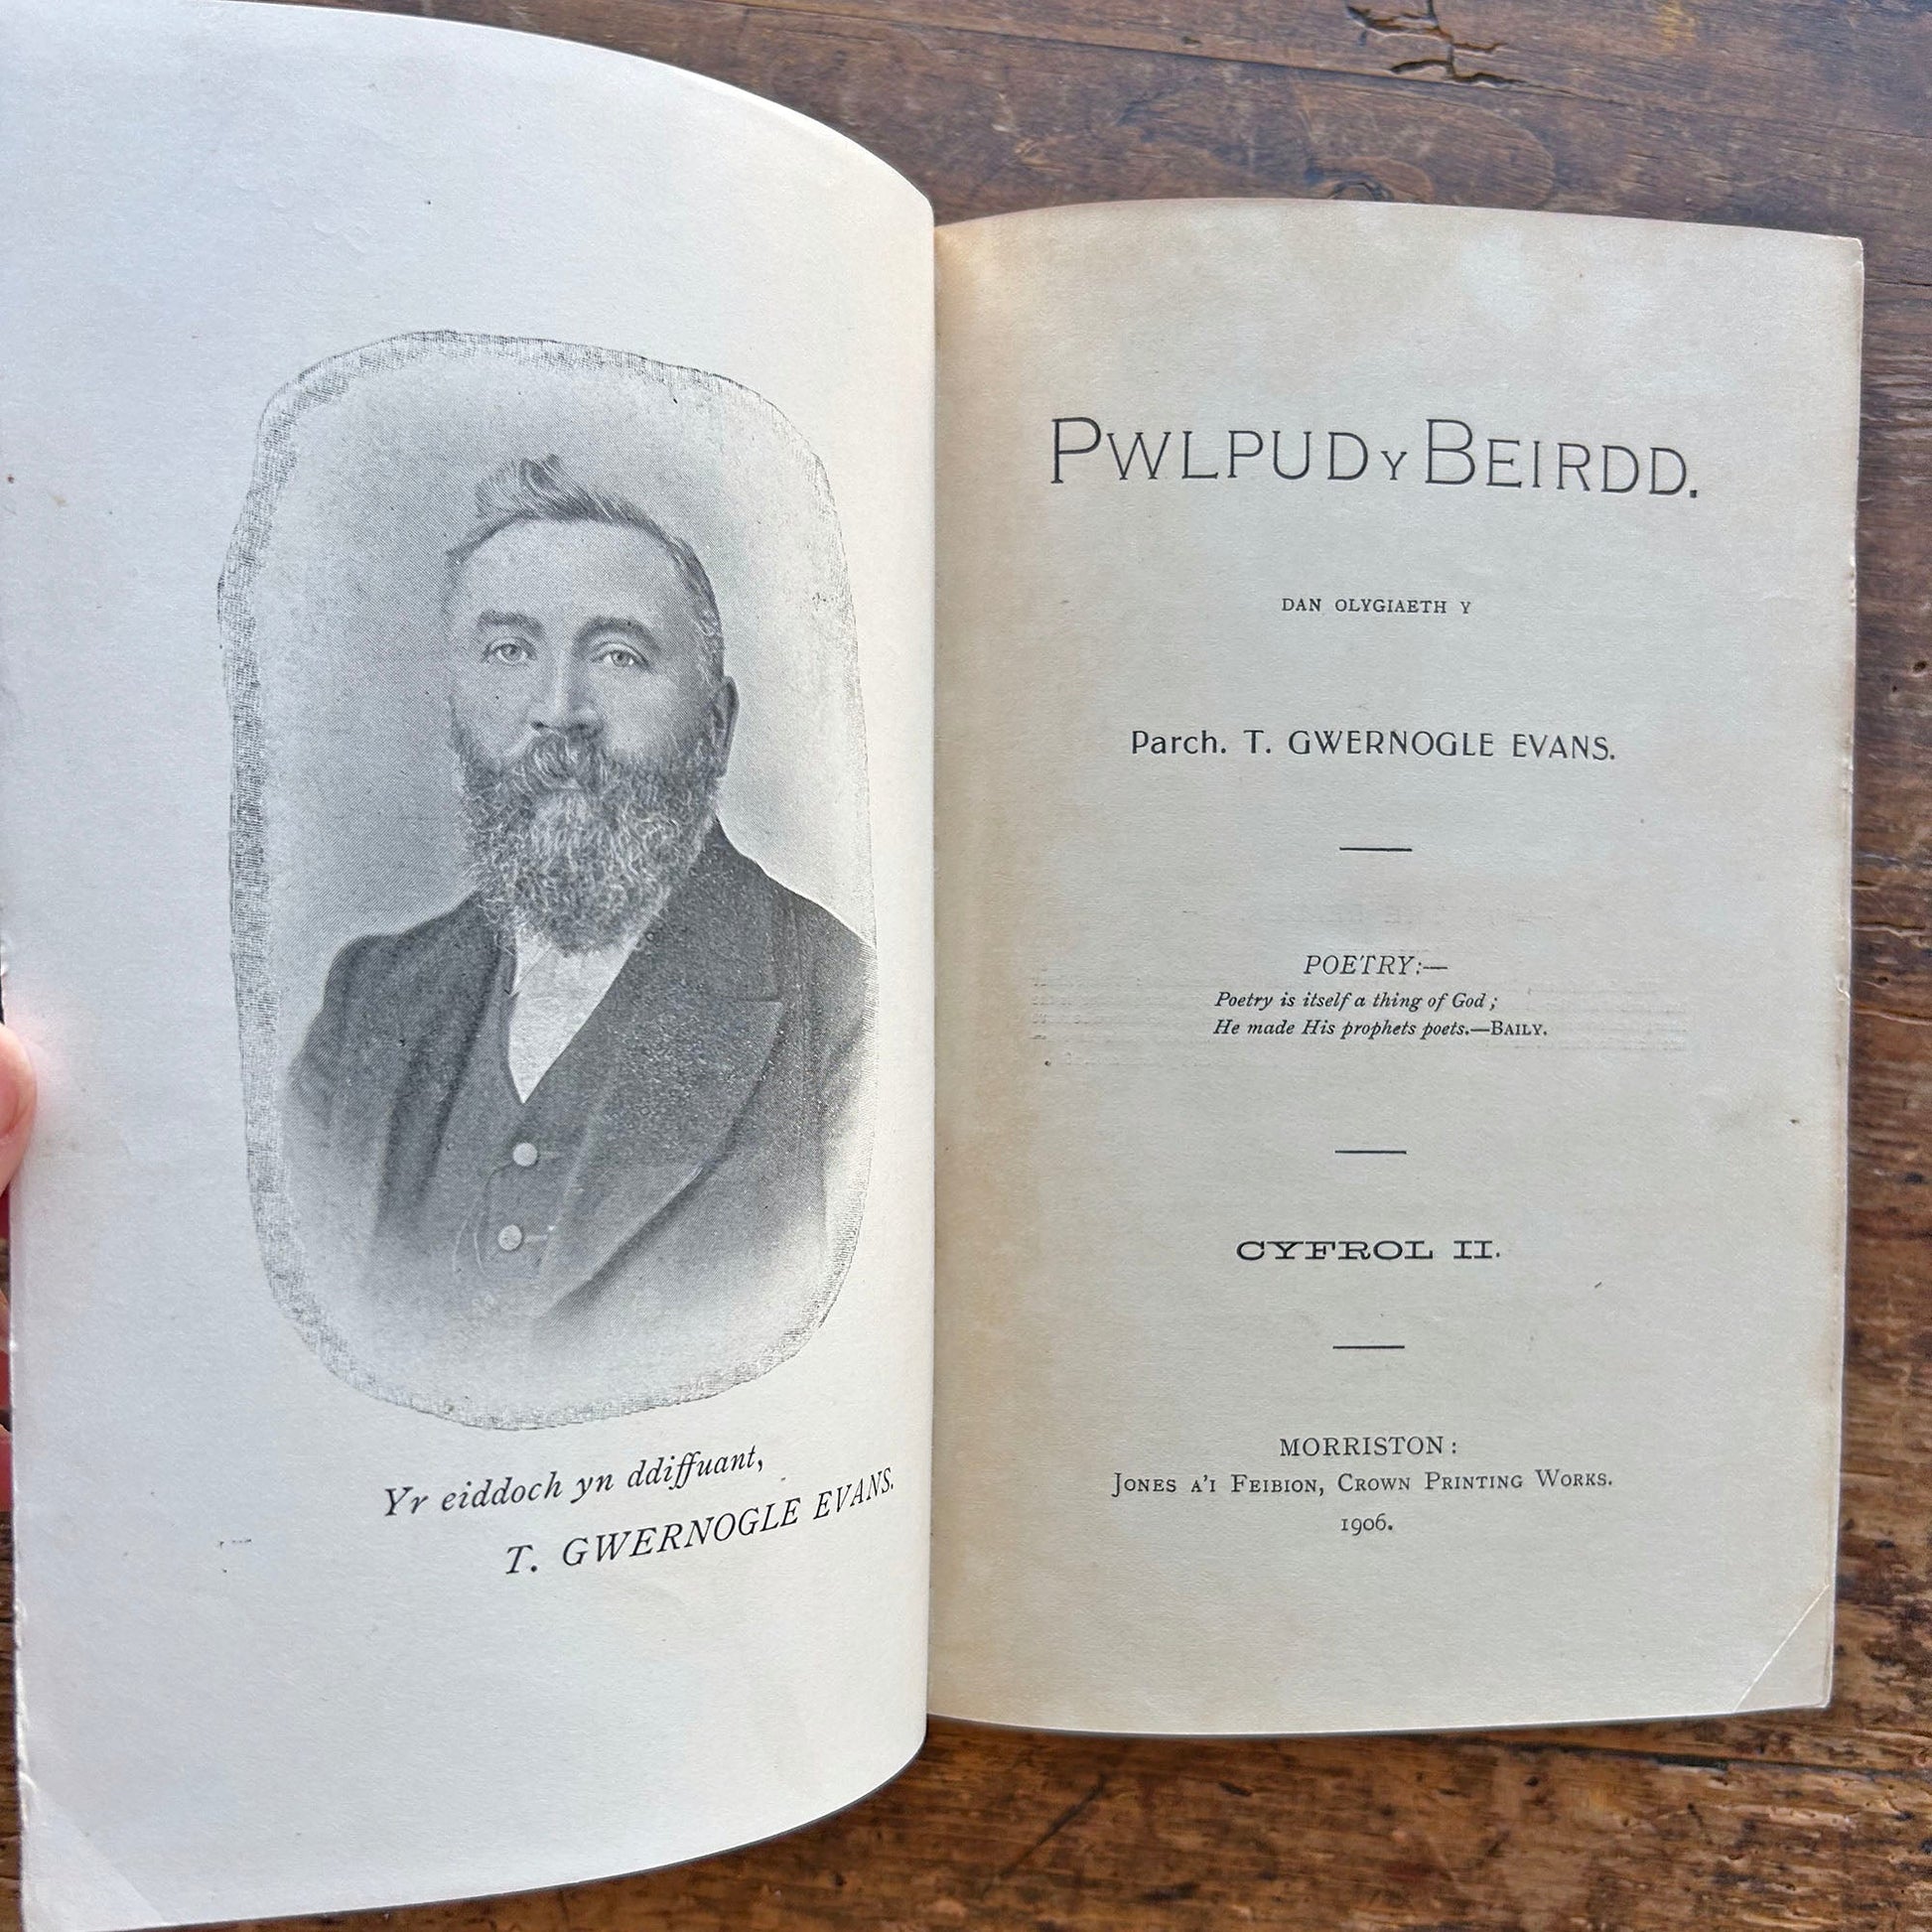 Yr eiddoch yn ddiffuant,
T. GWERNOGLE EVANS.
PWLPUD Y BEIRDD.
DAN OLYGIAETH Y
Parch. T. GWERNOGLE EVANS.
POETRY:—
Poetry is itself a thing of God;
He made His prophets poets.—BAILY.
CYFROL II.
MORRISTON:
JONES A'I FEIBION, CROWN PRINTING WORKS.
1906.